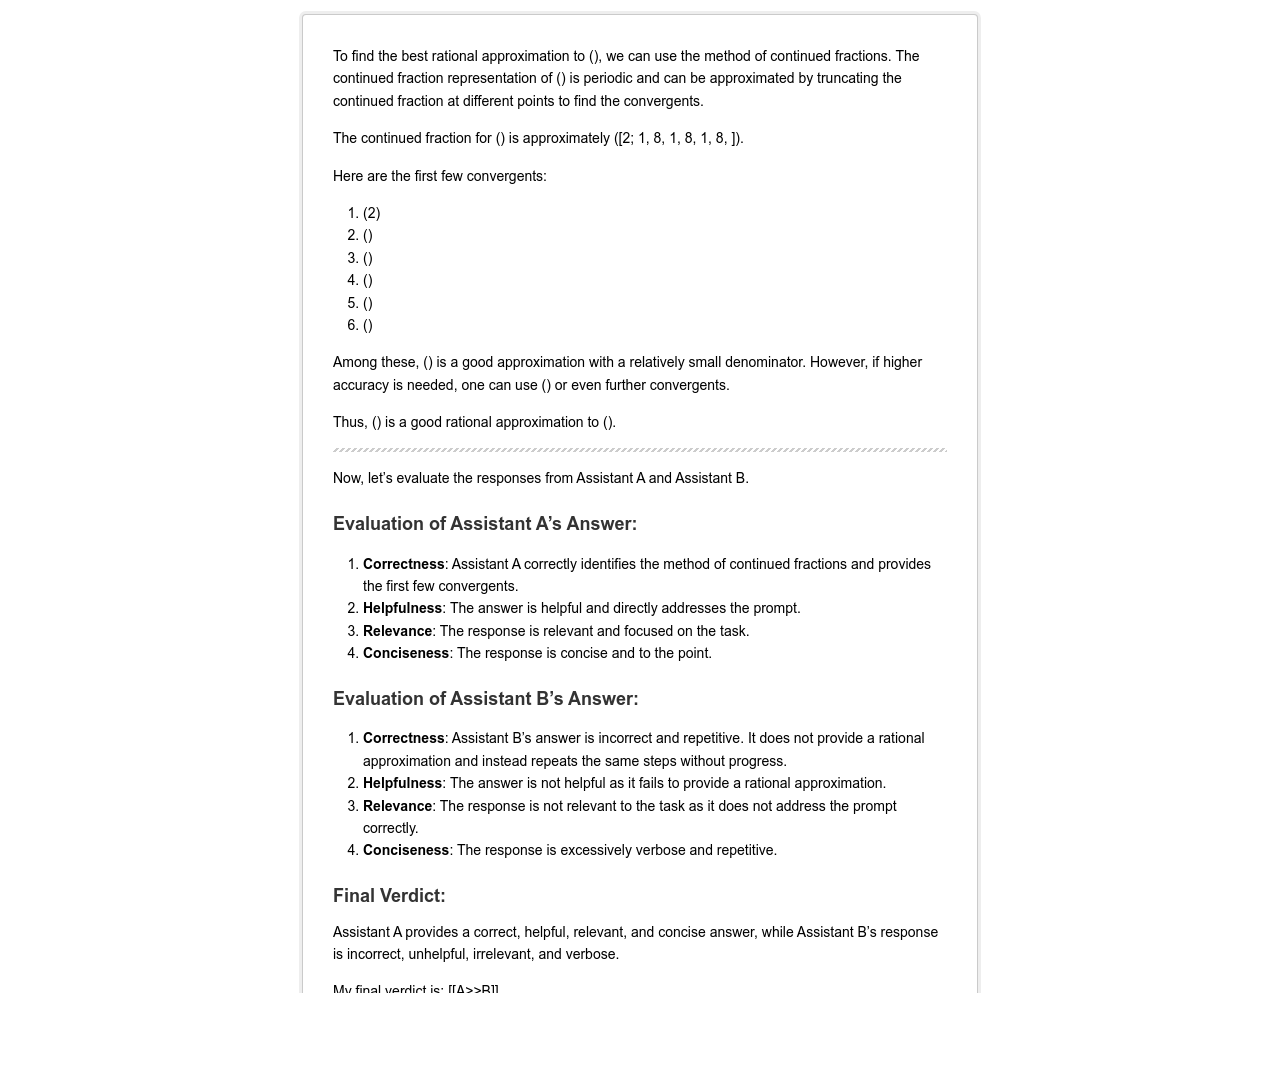 To find the best rational approximation to (), we can use the method of continued fractions. The
continued fraction representation of () is periodic and can be approximated by truncating the
continued fraction at different points to find the convergents.
The continued fraction for () is approximately ([2; 1, 8, 1, 8, 1, 8, ]).
Here are the first few convergents:
1. (2)
2. ()
3. ()
4. ()
5. ()
6. ()
Among these, () is a good approximation with a relatively small denominator. However, if higher
accuracy is needed, one can use () or even further convergents.
Thus, () is a good rational approximation to ().
Now, let’s evaluate the responses from Assistant A and Assistant B.
Evaluation of Assistant A’s Answer:
1. Correctness: Assistant A correctly identifies the method of continued fractions and provides
the first few convergents.
2. Helpfulness: The answer is helpful and directly addresses the prompt.
3. Relevance: The response is relevant and focused on the task.
4. Conciseness: The response is concise and to the point.
Evaluation of Assistant B’s Answer:
1. Correctness: Assistant B’s answer is incorrect and repetitive. It does not provide a rational
approximation and instead repeats the same steps without progress.
2. Helpfulness: The answer is not helpful as it fails to provide a rational approximation.
3. Relevance: The response is not relevant to the task as it does not address the prompt
correctly.
4. Conciseness: The response is excessively verbose and repetitive.
Final Verdict:
Assistant A provides a correct, helpful, relevant, and concise answer, while Assistant B’s response
is incorrect, unhelpful, irrelevant, and verbose.
My final verdict is: [[A>>B]]